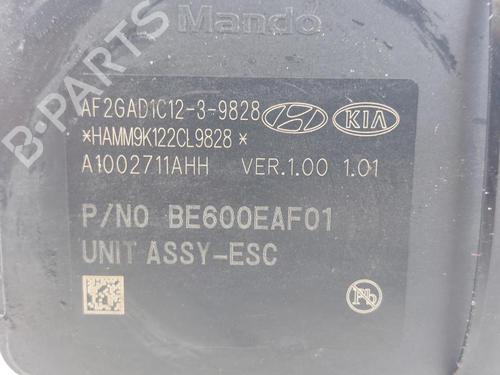 B-PARTS
Mando
AF2GAD1C12-3-9828 KIA
*HAMM9K122CL9828*
A1002711AHH VER.1.00 1.01
P/NO BE600EAF01
UNIT ASSY-ESC
Pb